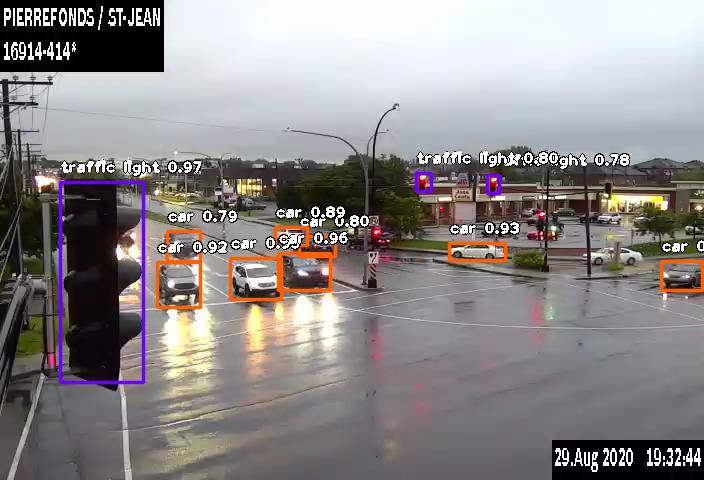 PIERREFONDS / ST-JEAN
16914-414*
traffic light 0.97
traffic light 0.80
light 0.78
car 0.79
car 0.89
car 0.80
car 0.92
car 0.96
car 0.93
car 0
29.Aug 2020 19:32:44